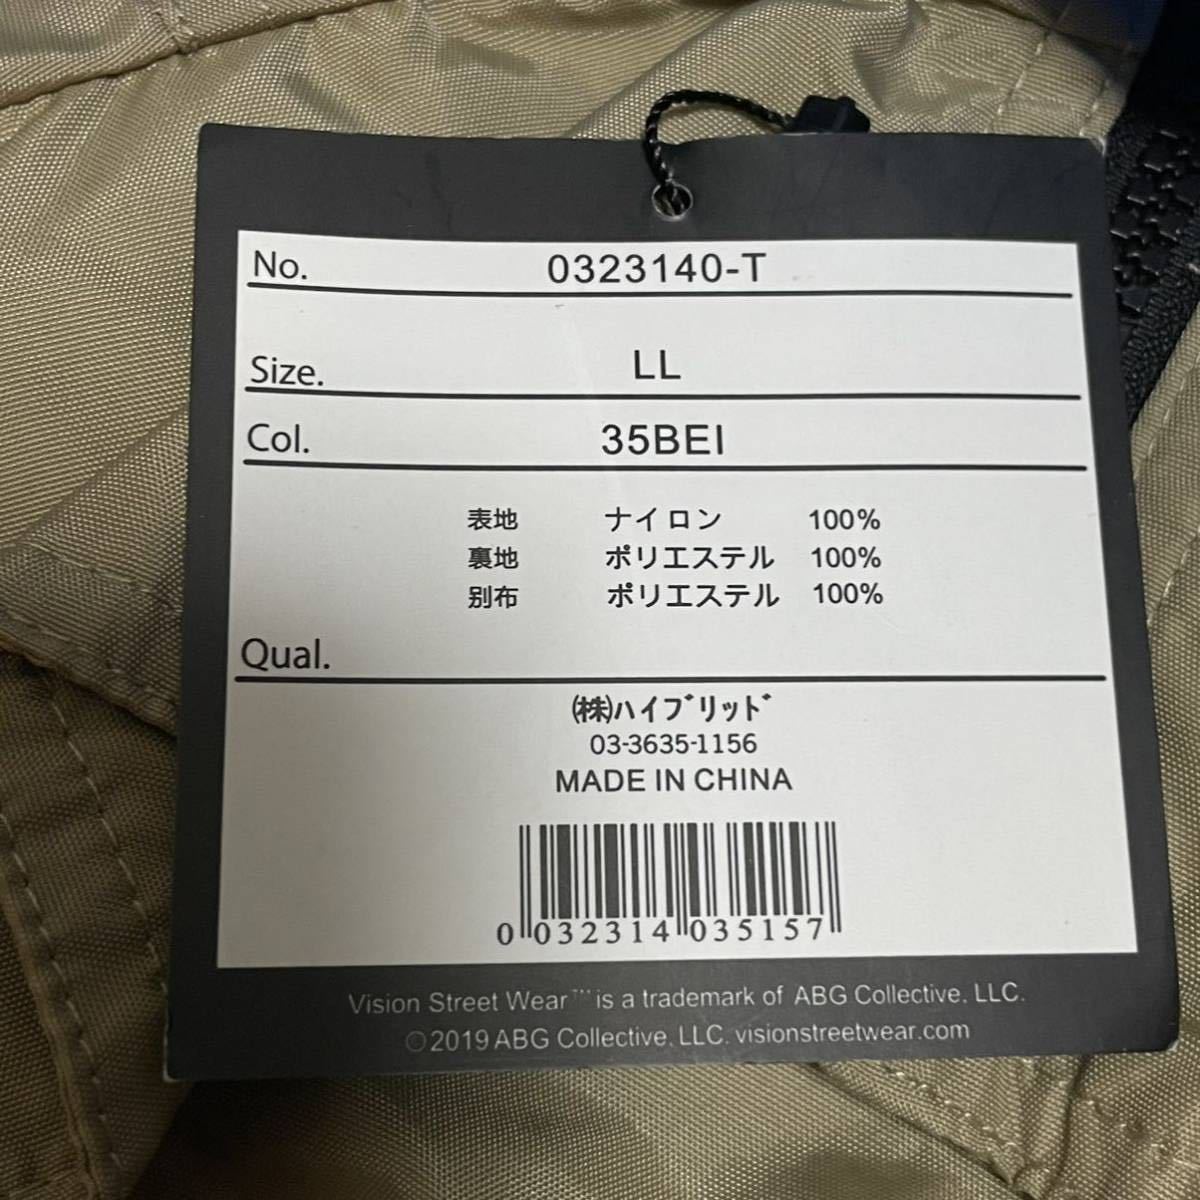 No. 0323140-T
Size. LL
Col. 35BEI
表地 ナイロン 100%
裏地 ポリエステル 100%
別布 ポリエステル 100%
Qual.
㈱ハイブリッド
03-3635-1156
MADE IN CHINA
0 032314 035157
Vision Street Wear™ is a trademark of ABG Collective. LLC.
©2019 ABG Collective. LLC. visionstreetwear.com